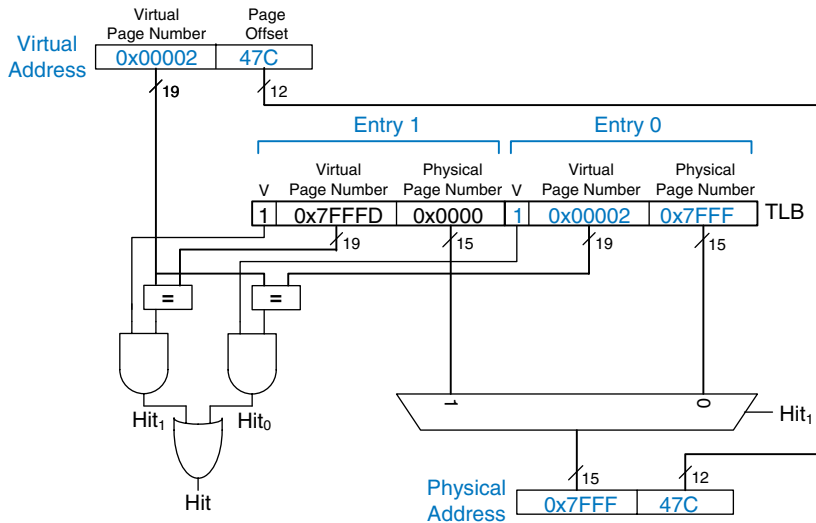 Virtual Page Number Page Offset
Virtual Address 0x00002 47C
19 12
Entry 1 Entry 0
V Virtual Page Number Physical Page Number V Virtual Page Number Physical Page Number
1 0x7FFFD 0x0000 1 0x00002 0x7FFF TLB
19 15 19 15
= =
1 0
Hit1 Hit0 Hit1
Hit
15 12
Physical Address 0x7FFF 47C